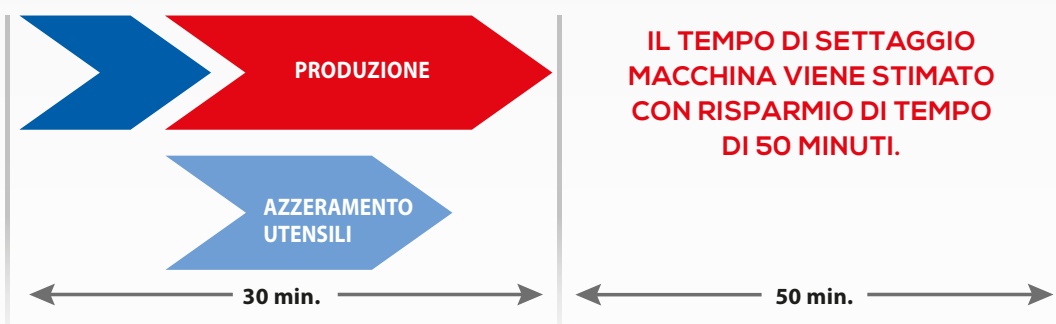 PRODUZIONE
IL TEMPO DI SETTAGGIO
MACCHINA VIENE STIMATO
CON RISPARMIO DI TEMPO
DI 50 MINUTI.
AZZERAMENTO
UTENSILI
30 min.
50 min.